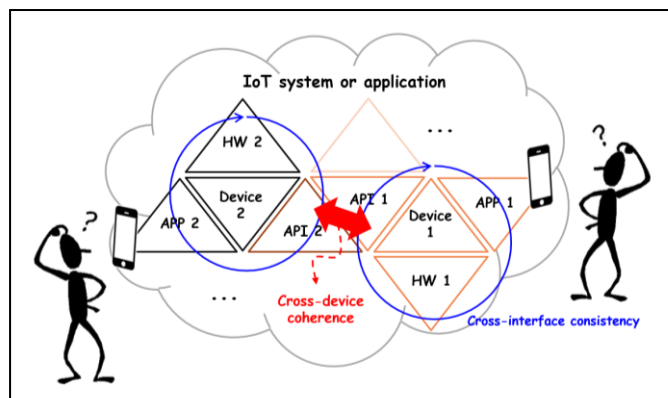 IoT system or application
...
HW 2
?
API 1
APP 1
Device
2
Device
1
APP 2
API 2
?
HW 1
...
Cross-device
coherence
Cross-interface consistency